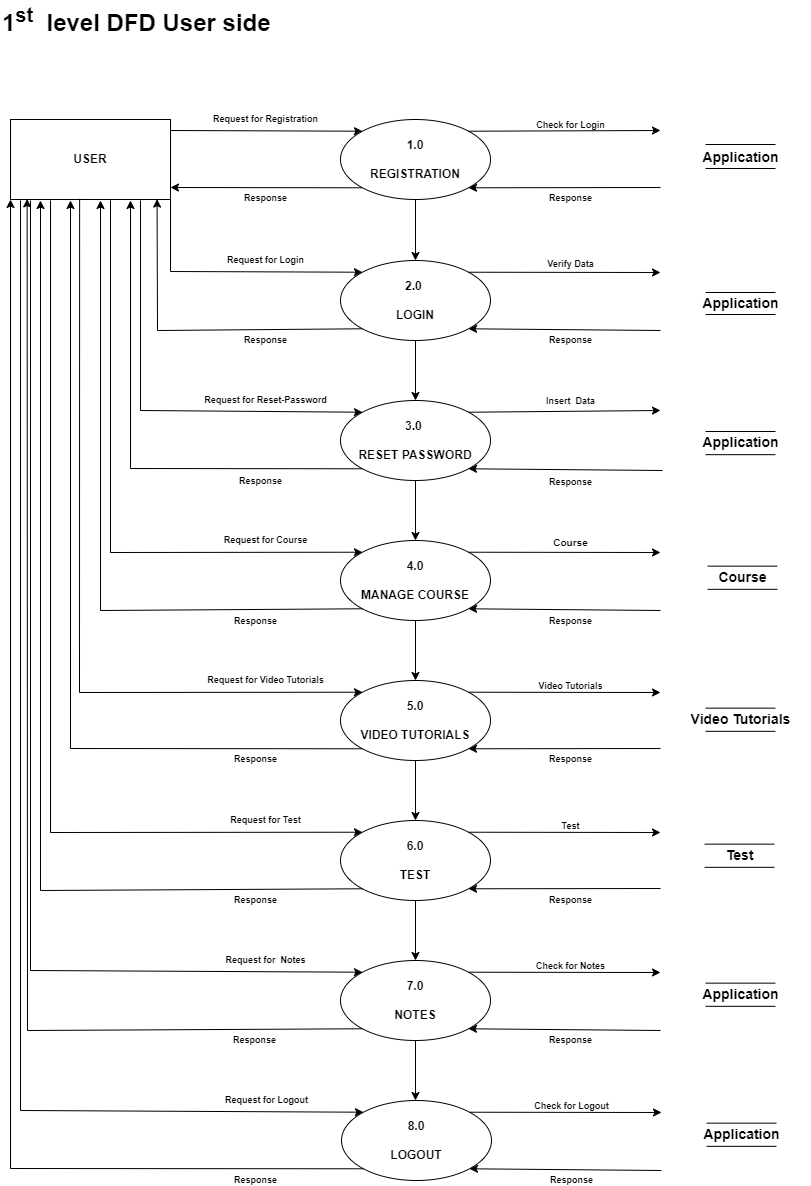 1st level DFD User side
Request for Registration
Check for Login
USER
1.0
REGISTRATION
Application
Response
Response
Request for Login
Verify Data
2.0
LOGIN
Application
Response
Response
Request for Reset-Password
Insert Data
3.0
RESET PASSWORD
Application
Response
Response
Request for Course
Course
4.0
MANAGE COURSE
Course
Response
Response
Request for Video Tutorials
Video Tutorials
5.0
VIDEO TUTORIALS
Video Tutorials
Response
Response
Request for Test
Test
6.0
TEST
Test
Response
Response
Request for Notes
Check for Notes
7.0
NOTES
Application
Response
Response
Request for Logout
Check for Logout
8.0
LOGOUT
Application
Response
Response